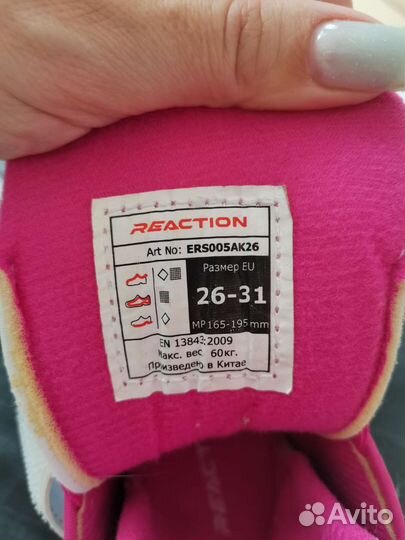 REACTION
Art No: ERS005AK26
Размер EU
26-31
MP 165-195 mm
EN 13843:2009
Макс. вес 60кг.
Произведено в Китае
REACTION
Avito